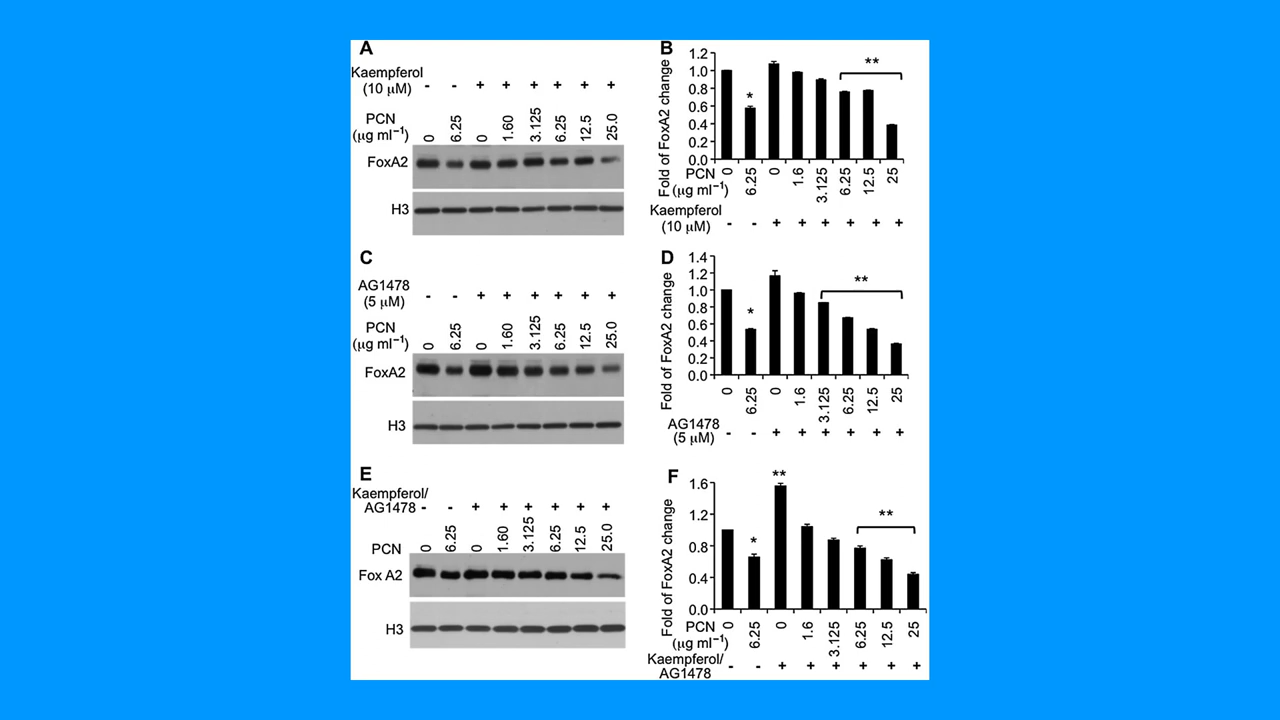 A
Kaempferol
(10 µM)
- - + + + + + +
PCN
(µg ml⁻¹)
0 6.25 0 1.60 3.125 6.25 12.5 25.0
FoxA2
H3
B
Fold of FoxA2 change
1.2
1.0
0.8
0.6
0.4
0.2
0.0
*
**
PCN
(µg ml⁻¹)
0 6.25 0 1.6 3.125 6.25 12.5 25
Kaempferol
(10 µM)
- - + + + + + +
C
AG1478
(5 µM)
- - + + + + + +
PCN
(µg ml⁻¹)
0 6.25 0 1.60 3.125 6.25 12.5 25.0
FoxA2
H3
D
Fold of FoxA2 change
1.4
1.2
1.0
0.8
0.6
0.4
0.2
0.0
*
**
0 6.25 0 1.6 3.125 6.25 12.5 25
AG1478
(5 µM)
- - + + + + + +
E
Kaempferol/
AG1478
- - + + + + + +
PCN
0 6.25 0 1.60 3.125 6.25 12.5 25.0
Fox A2
H3
F
Fold of FoxA2 change
1.6
1.2
0.8
0.4
0.0
*
**
**
PCN
(µg ml⁻¹)
0 6.25 0 1.6 3.125 6.25 12.5 25
Kaempferol/
AG1478
- - + + + + + +